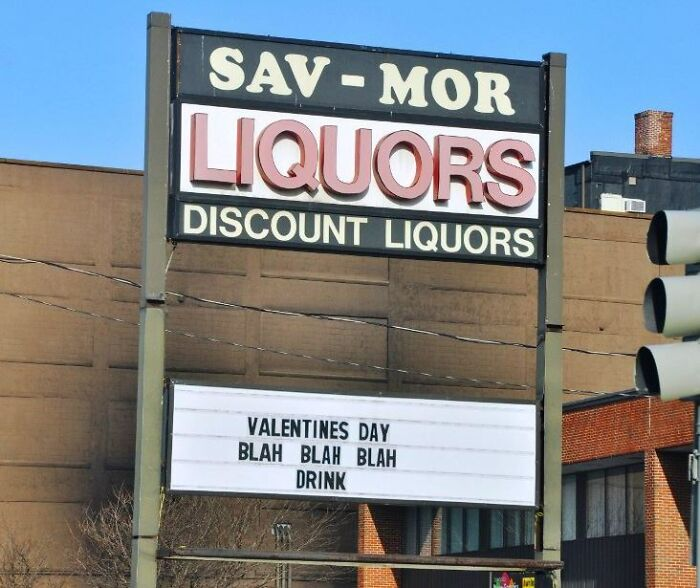 SAV-MOR
LIQUORS
DISCOUNT LIQUORS
VALENTINES DAY
BLAH BLAH BLAH
DRINK